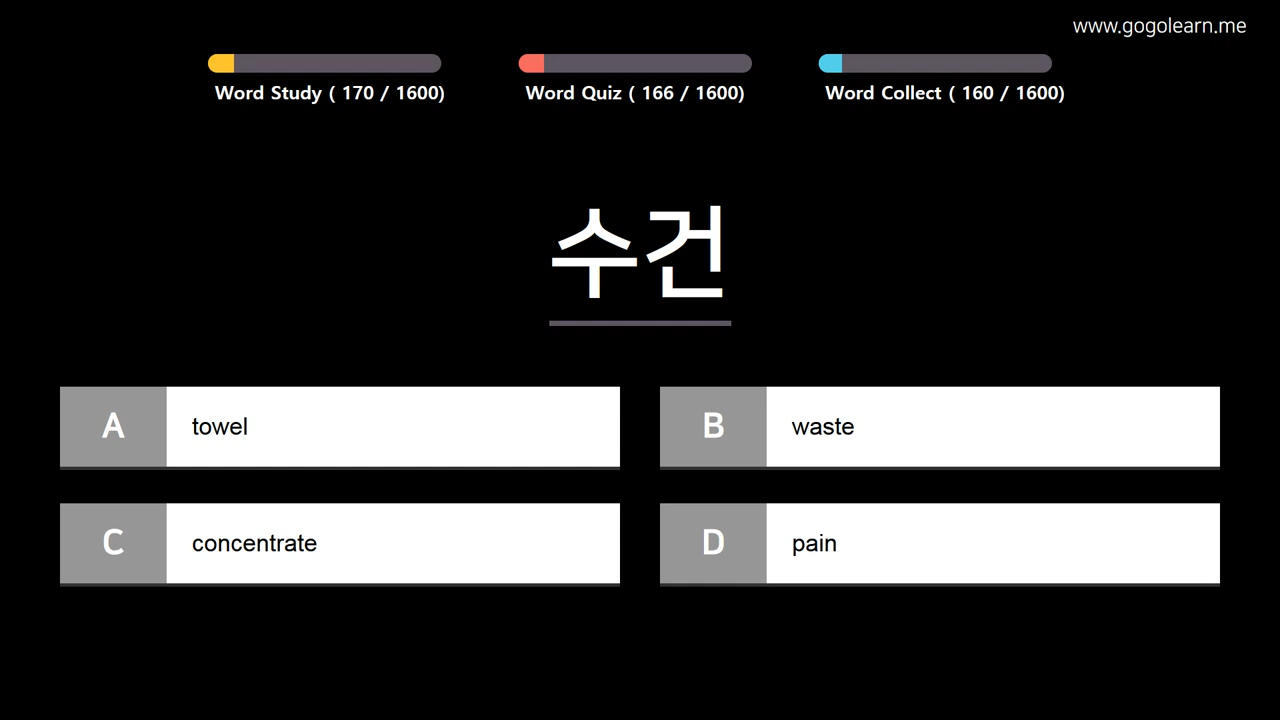 www.gogolearn.me
Word Study ( 170 / 1600)
Word Quiz ( 166 / 1600)
Word Collect ( 160 / 1600)
수건
A towel
B waste
C concentrate
D pain